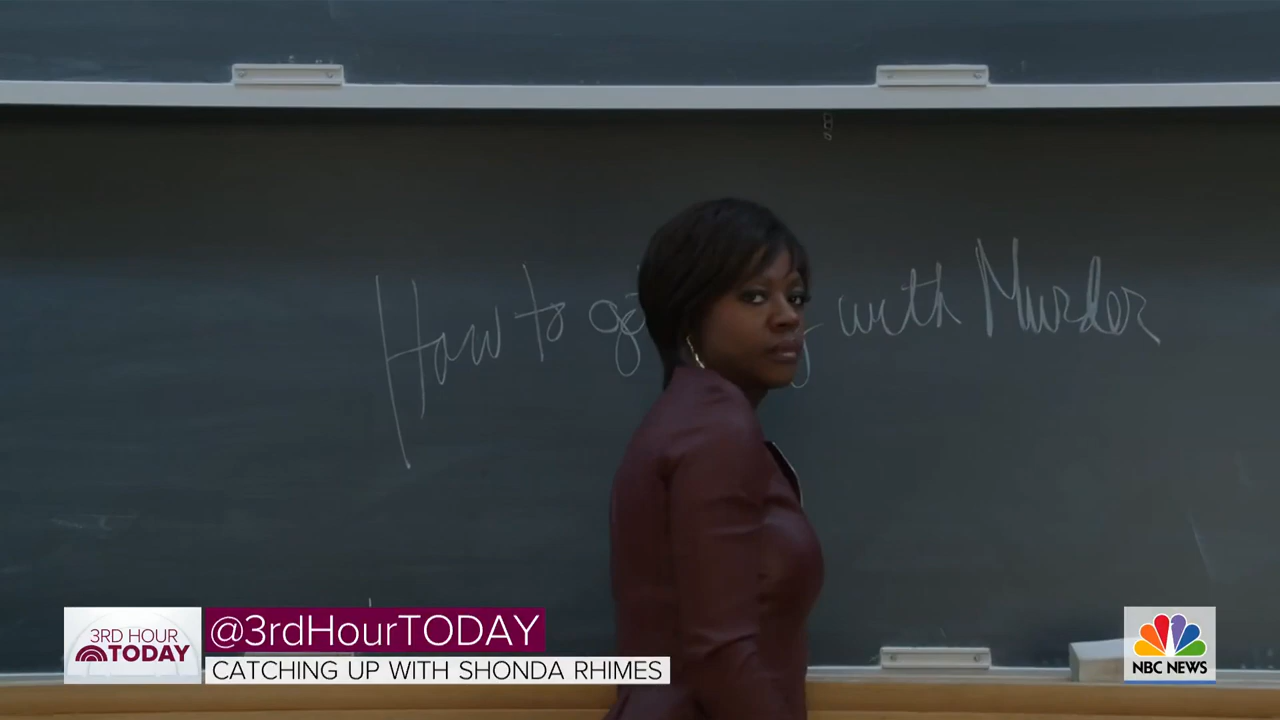 How to g with Murder
3RD HOUR
TODAY
@3rdHourTODAY
CATCHING UP WITH SHONDA RHIMES
NBC NEWS